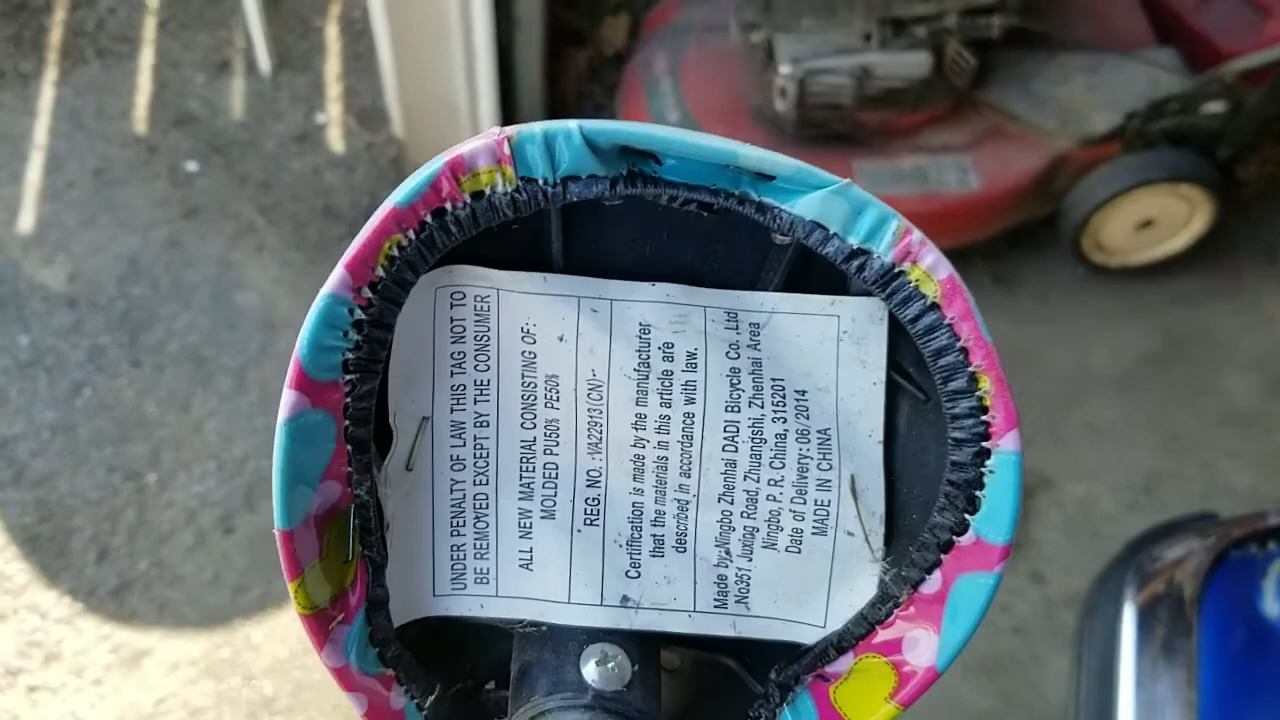 UNDER PENALTY OF LAW THIS TAG NOT TO
BE REMOVED EXCEPT BY THE CONSUMER
ALL NEW MATERIAL CONSISTING OF:
MOLDED PU50% PE50%
REG. NO. :VA22913(CN)
Certification is made by the manufacturer
that the materials in this article are
described in accordance with law.
Made by:Ningbo Zhenhai DADI Bicycle Co.,Ltd
No351 Juxing Road, Zhuangshi, Zhenhai Area
Ningbo, P. R. China, 315201
Date of Delivery: 06/2014
MADE IN CHINA